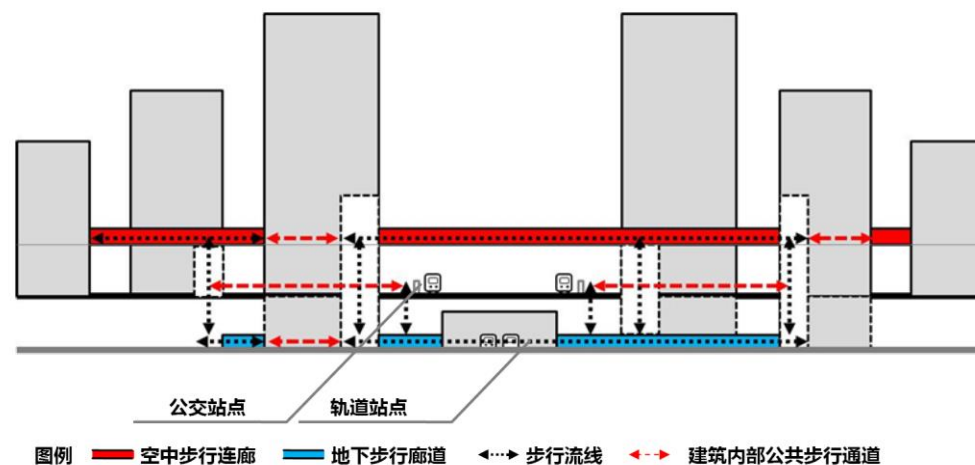 公交站点
轨道站点
图例
空中步行连廊
地下步行廊道
步行流线
建筑内部公共步行通道